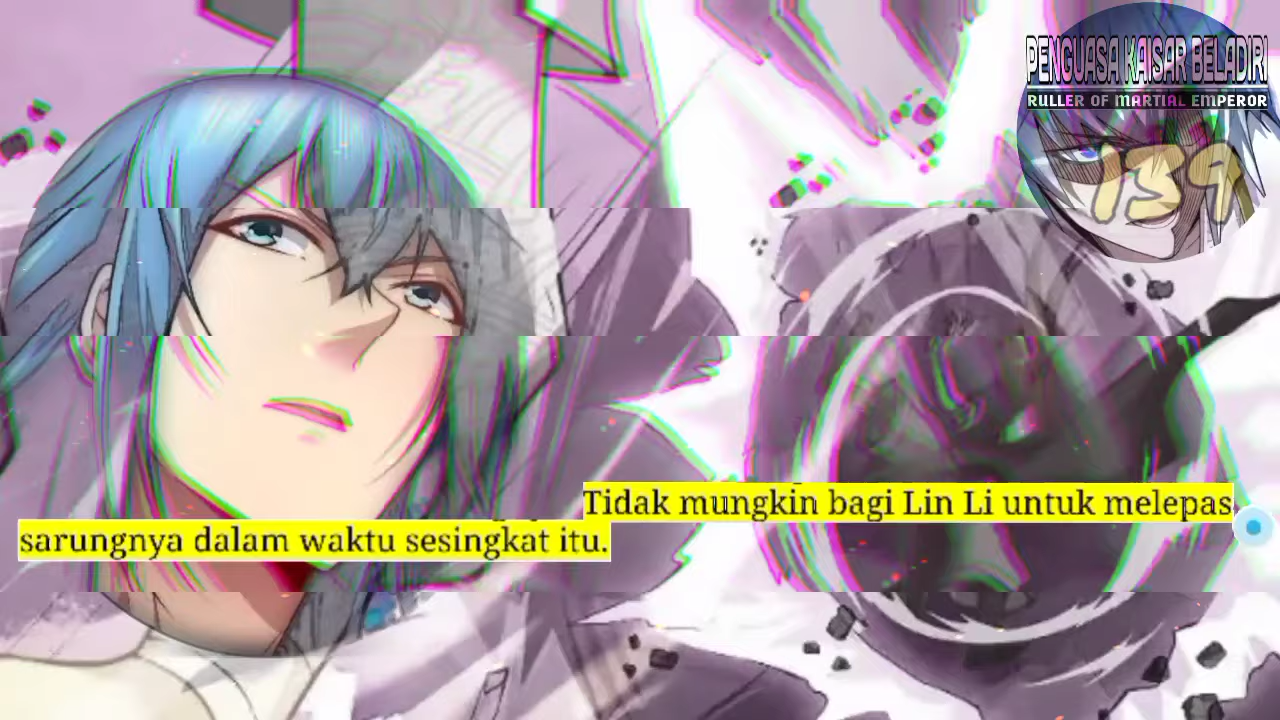 PENGUASA KAISAR BELADIRI
RULLER OF MARTIAL EMPEROR
139
Tidak mungkin bagi Lin Li untuk melepas
sarungnya dalam waktu sesingkat itu.